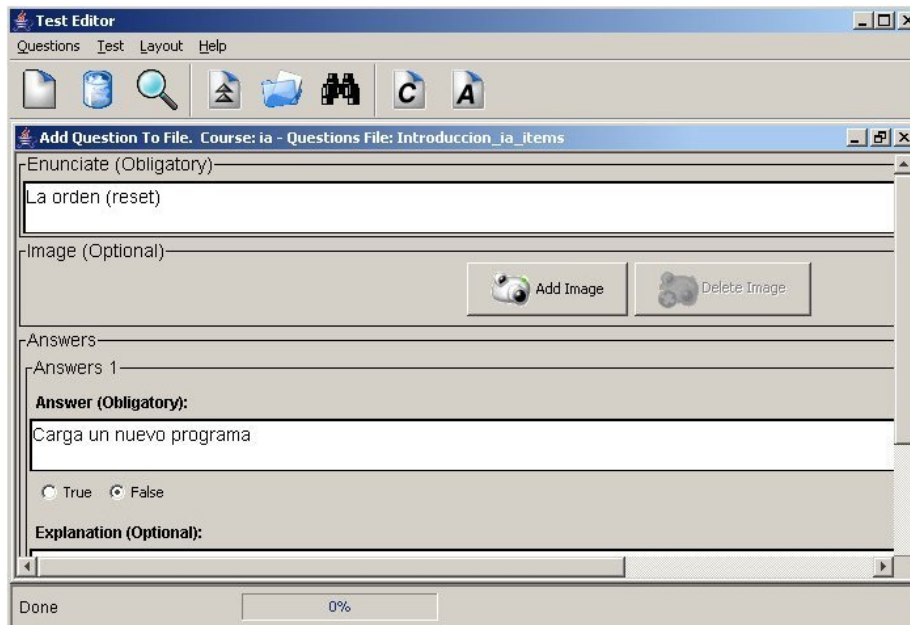 Test Editor
Questions Test Layout Help
C A
Add Question To File. Course: ia - Questions File: Introduccion_ia_items
Enunciate (Obligatory)
La orden (reset)
Image (Optional)
Add Image Delete Image
Answers
Answers 1
Answer (Obligatory):
Carga un nuevo programa
True False
Explanation (Optional):
Done 0%